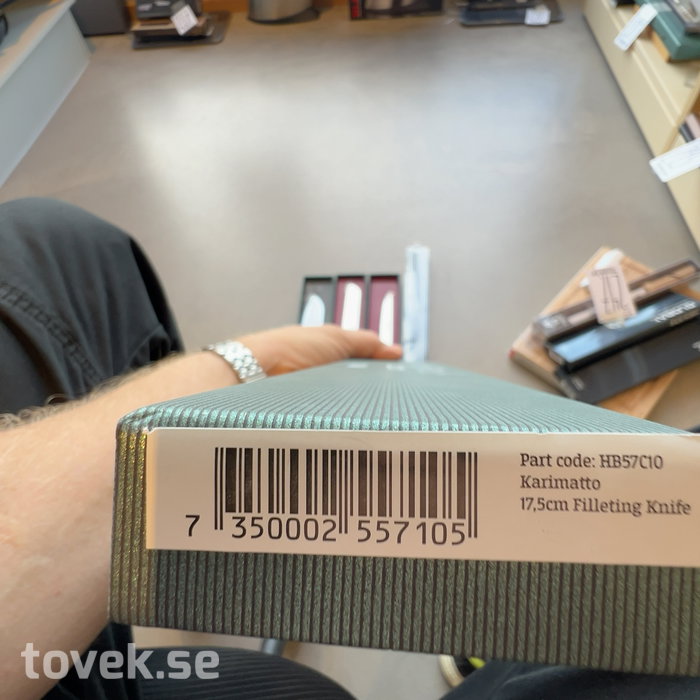 Part code: HB57C10
Karimatto
17,5cm Filleting Knife
7 350002 557105
tovek.se